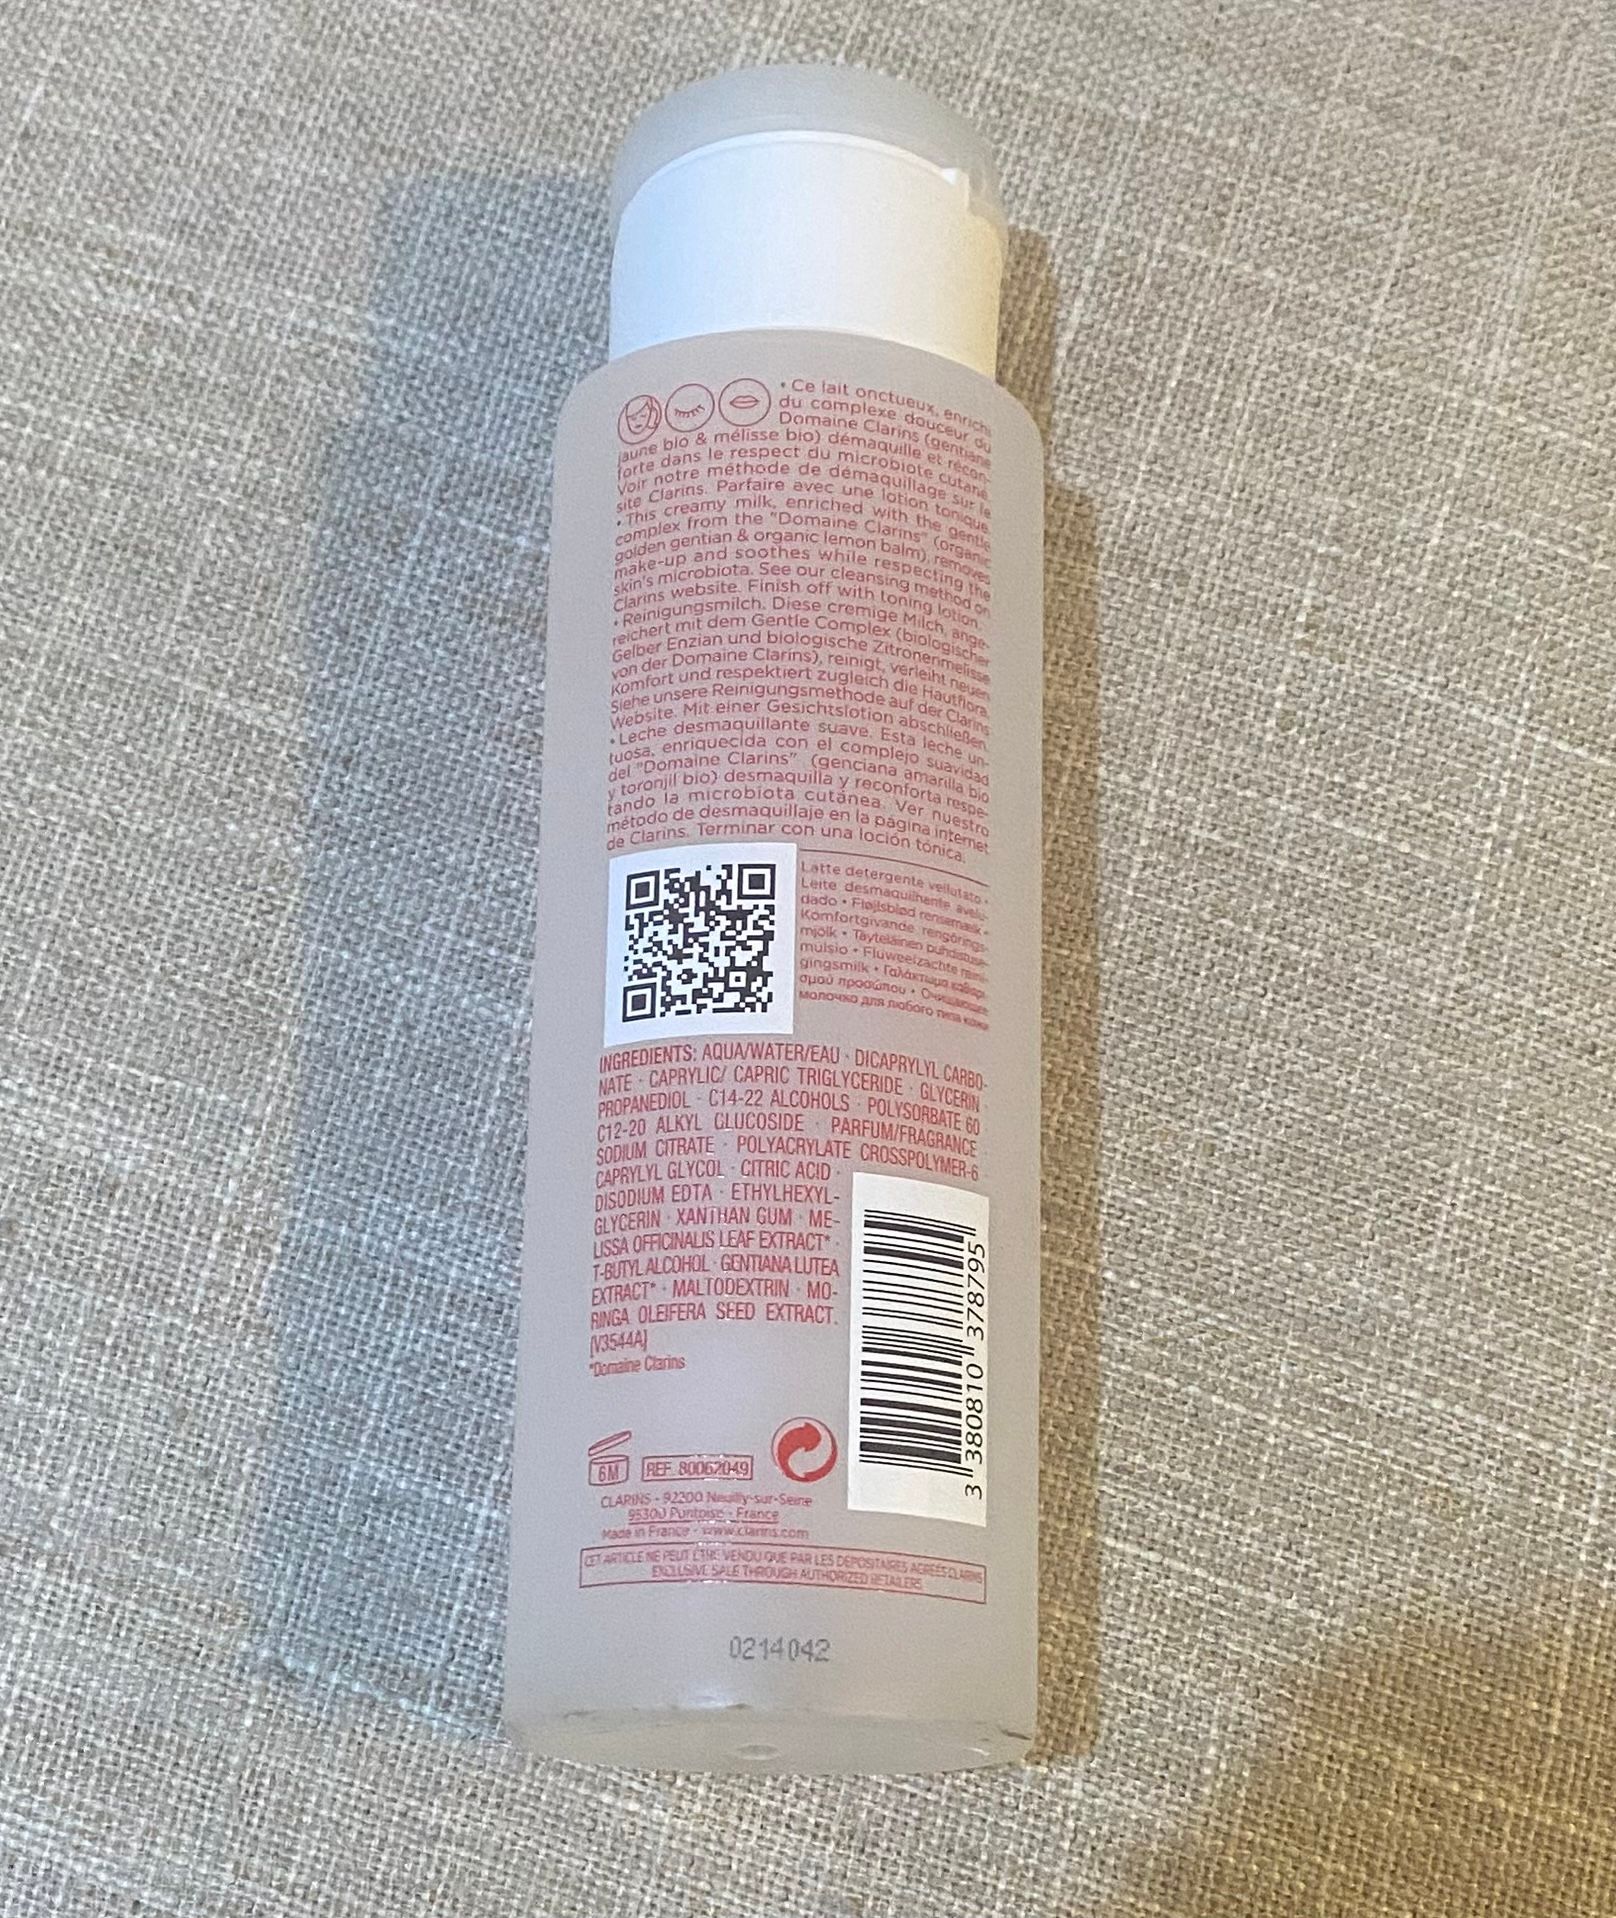 • Ce lait onctueux, enrichi
du complexe douceur du
Domaine Clarins (gentiane
jaune bio & mélisse bio) démaquille et récon-
forte dans le respect du microbiote cutané.
Voir notre méthode de démaquillage sur le
site Clarins. Parfaire avec une lotion tonique.
• This creamy milk, enriched with the gentle
complex from the "Domaine Clarins" (organic
golden gentian & organic lemon balm), removes
make-up and soothes while respecting the
skin's microbiota. See our cleansing method on
Clarins website. Finish off with toning lotion.
• Reinigungsmilch. Diese cremige Milch, ange-
reichert mit dem Gentle Complex (biologischer
Gelber Enzian und biologische Zitronenmelisse
von der Domaine Clarins), reinigt, verleiht neuen
Komfort und respektiert zugleich die Hautflora.
Siehe unsere Reinigungsmethode auf der Clarins
Website. Mit einer Gesichtslotion abschließen.
• Leche desmaquillante suave. Esta leche un-
tuosa, enriquecida con el complejo suavidad
del "Domaine Clarins" (genciana amarilla bio
y toronjil bio) desmaquilla y reconforta respe-
tando la microbiota cutánea. Ver nuestro
método de desmaquillaje en la página internet
de Clarins. Terminar con una loción tónica.
Latte detergente vellutato •
Leite desmaquilhante avelu-
dado • Fløjlsblød rensemælk •
Komfortgivande rengörings-
mjölk • Täyteläinen puhdistuse-
mulsio • Fluweelzachte reini-
gingsmilk • Γαλάκτωμα καθαρι-
σμού προσώπου • Очищающее
молочко для любого типа кожи
INGREDIENTS: AQUA/WATER/EAU · DICAPRYLYL CARBO-
NATE · CAPRYLIC/ CAPRIC TRIGLYCERIDE · GLYCERIN ·
PROPANEDIOL · C14-22 ALCOHOLS · POLYSORBATE 60
C12-20 ALKYL GLUCOSIDE · PARFUM/FRAGRANCE ·
SODIUM CITRATE · POLYACRYLATE CROSSPOLYMER-6
CAPRYLYL GLYCOL · CITRIC ACID ·
DISODIUM EDTA · ETHYLHEXYL-
GLYCERIN · XANTHAN GUM · ME-
LISSA OFFICINALIS LEAF EXTRACT* ·
T-BUTYL ALCOHOL · GENTIANA LUTEA
EXTRACT* · MALTODEXTRIN · MO-
RINGA OLEIFERA SEED EXTRACT.
[V3544A]
*Domaine Clarins
3 380810 378795
6M
REF. 80062049
CLARINS - 92200 Neuilly-sur-Seine
95300 Pontoise - France
Made in France - www.clarins.com
CET ARTICLE NE PEUT ETRE VENDU QUE PAR LES DEPOSITAIRES AGRÉÉS CLARINS
EXCLUSIVE SALE THROUGH AUTHORIZED RETAILERS
0214042